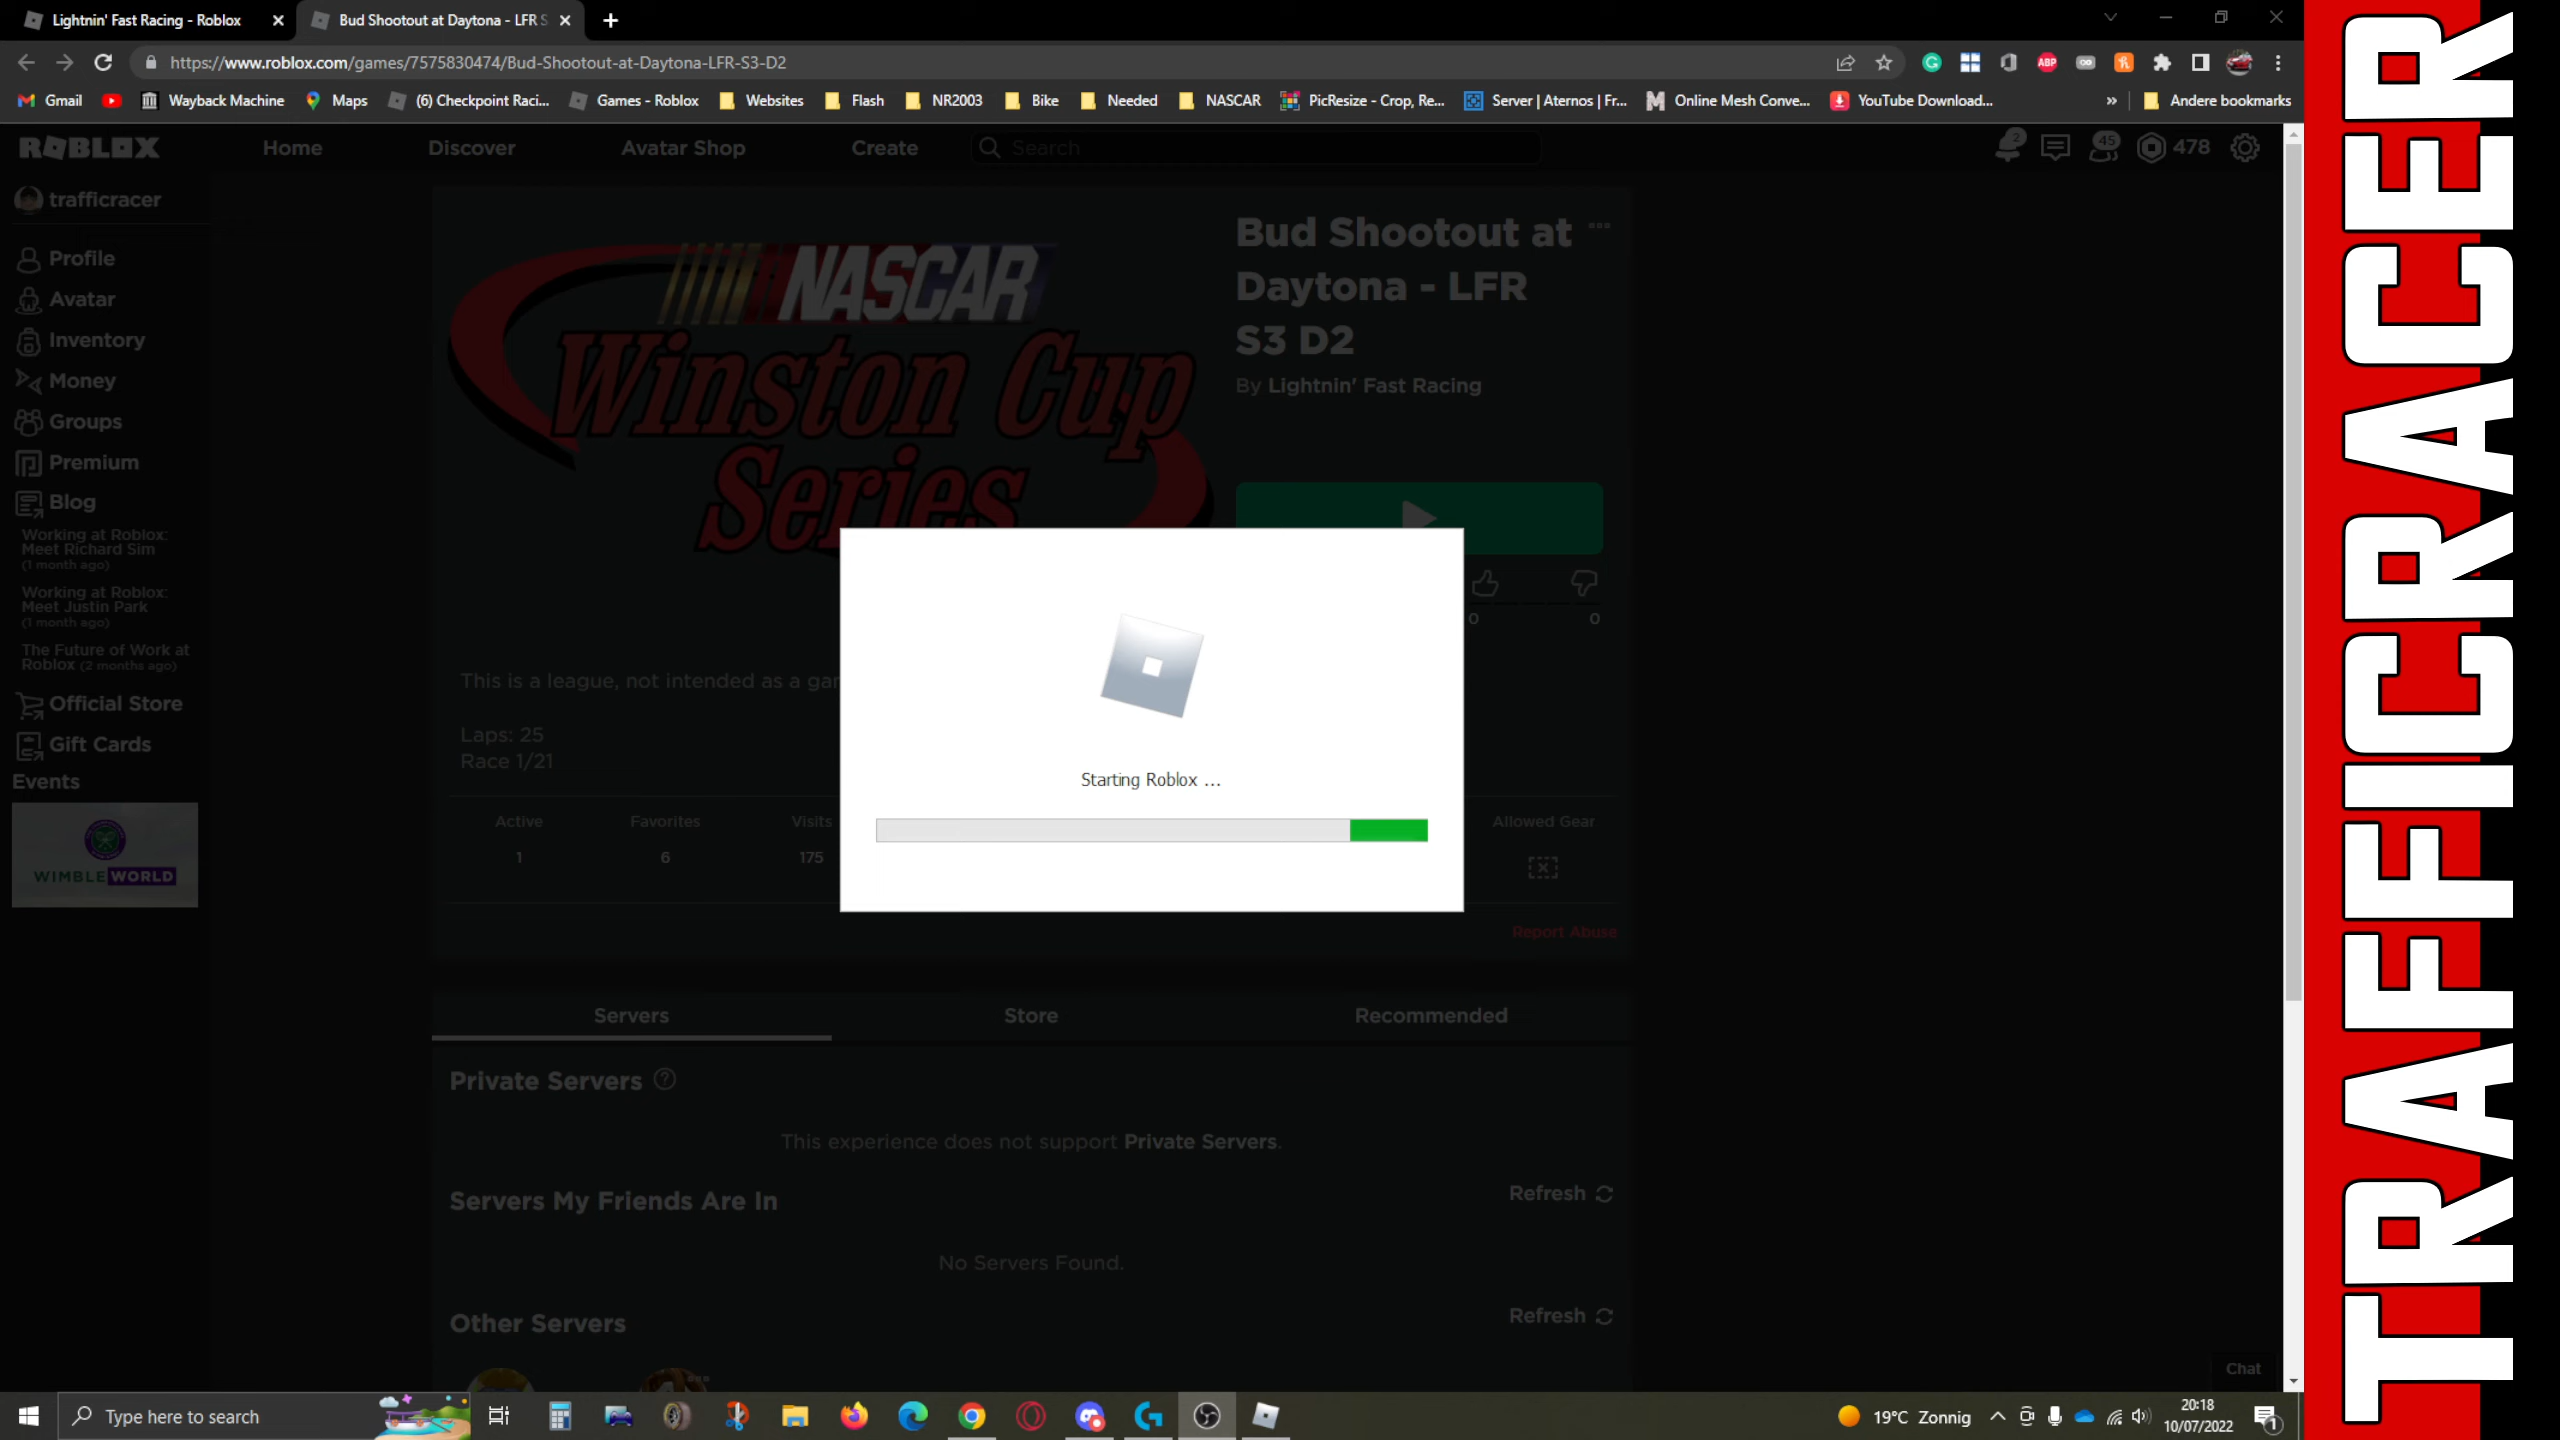 Lightnin' Fast Racing - Roblox
Bud Shootout at Daytona - LFR S
https://www.roblox.com/games/7575830474/Bud-Shootout-at-Daytona-LFR-S3-D2
ABP
Gmail
Wayback Machine
Maps
(6) Checkpoint Raci...
Games - Roblox
Websites
Flash
NR2003
Bike
Needed
NASCAR
PicResize - Crop, Re...
Server | Aternos | Fr...
Online Mesh Conve...
YouTube Download...
»
Andere bookmarks
ROBLOX
Home
Discover
Avatar Shop
Create
Search
2
45
478
trafficracer
Profile
Avatar
Inventory
Money
Groups
Premium
Blog
Working at Roblox:
Meet Richard Sim
(1 month ago)
Working at Roblox:
Meet Justin Park
(1 month ago)
The Future of Work at
Roblox (2 months ago)
Official Store
Gift Cards
Events
WIMBLEWORLD
NASCAR
Winston Cup
Series
Bud Shootout at
Daytona - LFR
S3 D2
By Lightnin' Fast Racing
0
0
This is a league, not intended as a
Laps: 25
Race 1/21
Active
Favorites
Visits
Allowed Gear
1
6
175
Starting Roblox ...
Report Abuse
Servers
Store
Recommended
Private Servers
This experience does not support Private Servers.
Servers My Friends Are In
Refresh
No Servers Found.
Other Servers
Refresh
Chat
Type here to search
19°C Zonnig
20:18
10/07/2022
1
TRAFFICRACER